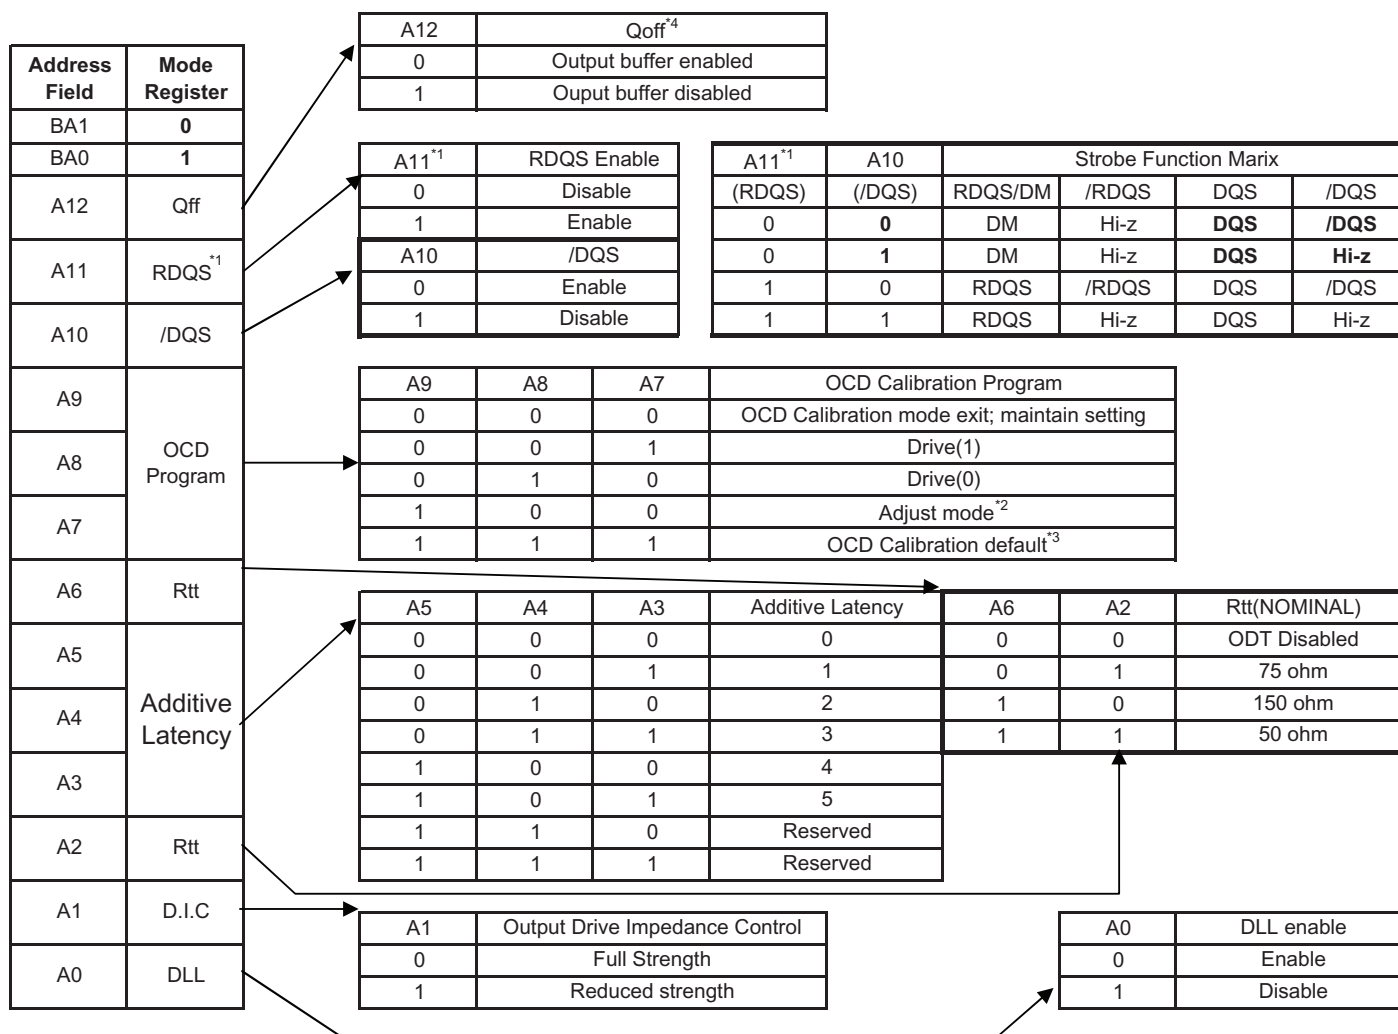 A12 Qoff*4
0 Output buffer enabled
1 Ouput buffer disabled
Address Field Mode Register
BA1 0
BA0 1
A12 Qff
A11 RDQS*1
A10 /DQS
A9
A8
A7
OCD Program
A6 Rtt
A5
A4
A3
Additive Latency
A2 Rtt
A1 D.I.C
A0 DLL
A11*1 RDQS Enable
0 Disable
1 Enable
A10 /DQS
0 Enable
1 Disable
A11*1 A10 Strobe Function Marix
(RDQS) (/DQS) RDQS/DM /RDQS DQS /DQS
0 0 DM Hi-z DQS /DQS
0 1 DM Hi-z DQS Hi-z
1 0 RDQS /RDQS DQS /DQS
1 1 RDQS Hi-z DQS Hi-z
A9 A8 A7 OCD Calibration Program
0 0 0 OCD Calibration mode exit; maintain setting
0 0 1 Drive(1)
0 1 0 Drive(0)
1 0 0 Adjust mode*2
1 1 1 OCD Calibration default*3
A5 A4 A3 Additive Latency
0 0 0 0
0 0 1 1
0 1 0 2
0 1 1 3
1 0 0 4
1 0 1 5
1 1 0 Reserved
1 1 1 Reserved
A6 A2 Rtt(NOMINAL)
0 0 ODT Disabled
0 1 75 ohm
1 0 150 ohm
1 1 50 ohm
A1 Output Drive Impedance Control
0 Full Strength
1 Reduced strength
A0 DLL enable
0 Enable
1 Disable